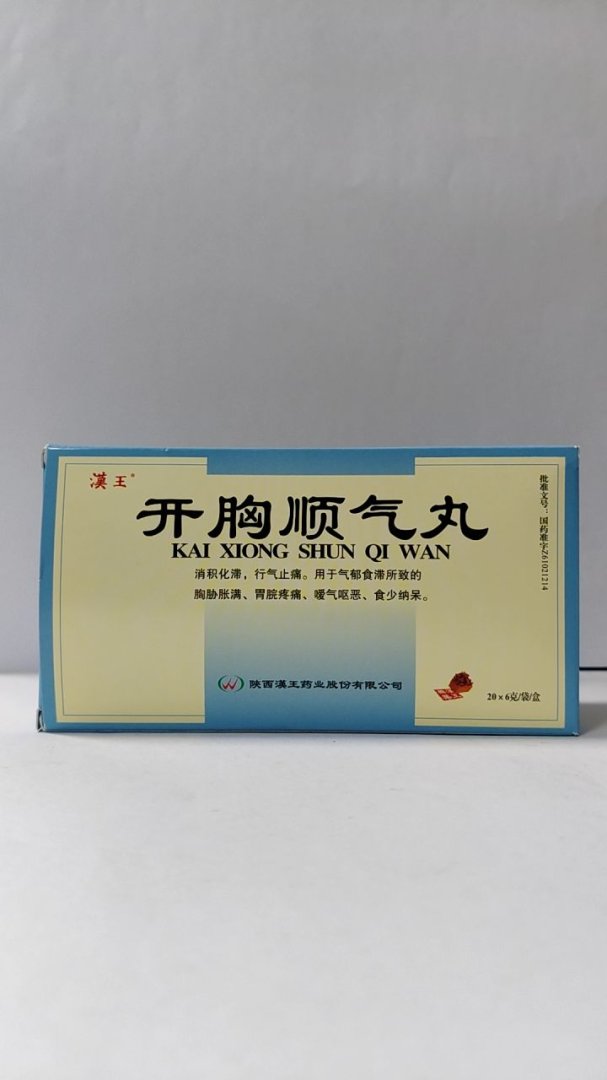 漢王®
开胸顺气丸
KAI XIONG SHUN QI WAN
消积化滞，行气止痛。用于气郁食滞所致的
胸胁胀满、胃脘疼痛、嗳气呕恶、食少纳呆。
陕西漢王药业股份有限公司
20×6克/袋/盒
批准文号：国药准字Z61021214